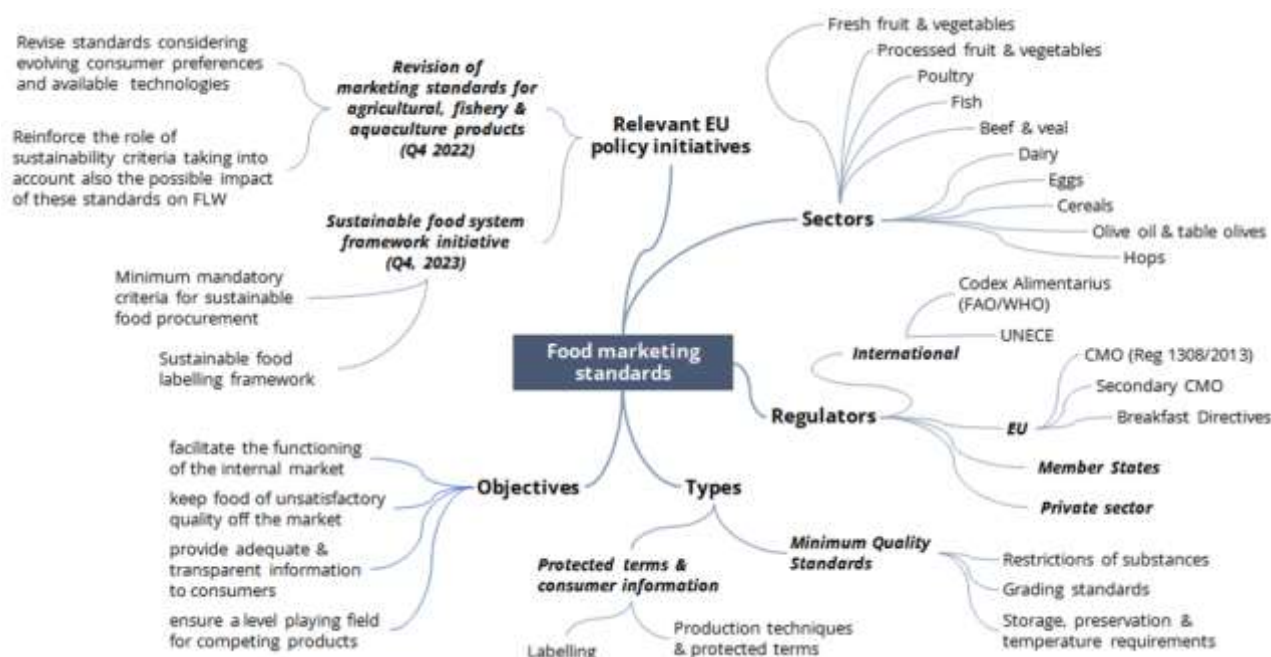 Food marketing
standards
Relevant EU
policy initiatives
Revision of
marketing standards for
agricultural, fishery &
aquaculture products
(Q4 2022)
Revise standards considering
evolving consumer preferences
and available technologies
Reinforce the role of
sustainability criteria taking into
account also the possible impact
of these standards on FLW
Sustainable food system
framework initiative
(Q4, 2023)
Minimum mandatory
criteria for sustainable
food procurement
Sustainable food
labelling framework
Sectors
Fresh fruit & vegetables
Processed fruit & vegetables
Poultry
Fish
Beef & veal
Dairy
Eggs
Cereals
Olive oil & table olives
Hops
Regulators
International
Codex Alimentarius
(FAO/WHO)
UNECE
EU
CMO (Reg 1308/2013)
Secondary CMO
Breakfast Directives
Member States
Private sector
Objectives
facilitate the functioning
of the internal market
keep food of unsatisfactory
quality off the market
provide adequate &
transparent information
to consumers
ensure a level playing field
for competing products
Types
Protected terms &
consumer information
Labelling
Production techniques
& protected terms
Minimum Quality
Standards
Restrictions of substances
Grading standards
Storage, preservation &
temperature requirements